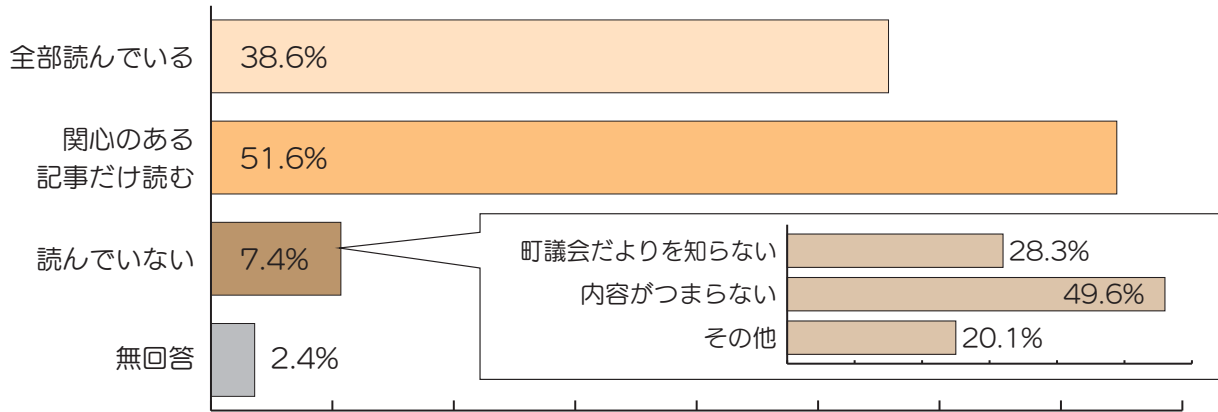 全部読んでいる
38.6%
関心のある
記事だけ読む
51.6%
読んでいない
7.4%
町議会だよりを知らない
28.3%
内容がつまらない
49.6%
その他
20.1%
無回答
2.4%